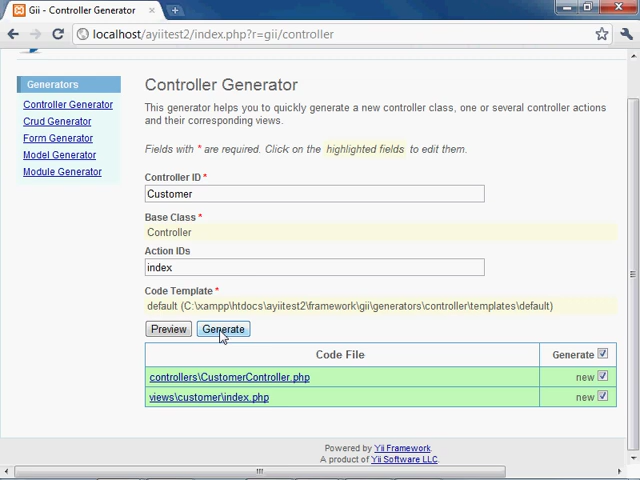 Gii - Controller Generator
localhost/ayiitest2/index.php?r=gii/controller
Generators
Controller Generator
Crud Generator
Form Generator
Model Generator
Module Generator
Controller Generator
This generator helps you to quickly generate a new controller class, one or several controller actions
and their corresponding views.
Fields with * are required. Click on the highlighted fields to edit them.
Controller ID *
Customer
Base Class *
Controller
Action IDs
index
Code Template *
default (C:\xampp\htdocs\ayiitest2\framework\gii\generators\controller\templates\default)
Preview Generate
Code File Generate
controllers\CustomerController.php new
views\customer\index.php new
Powered by Yii Framework.
A product of Yii Software LLC.